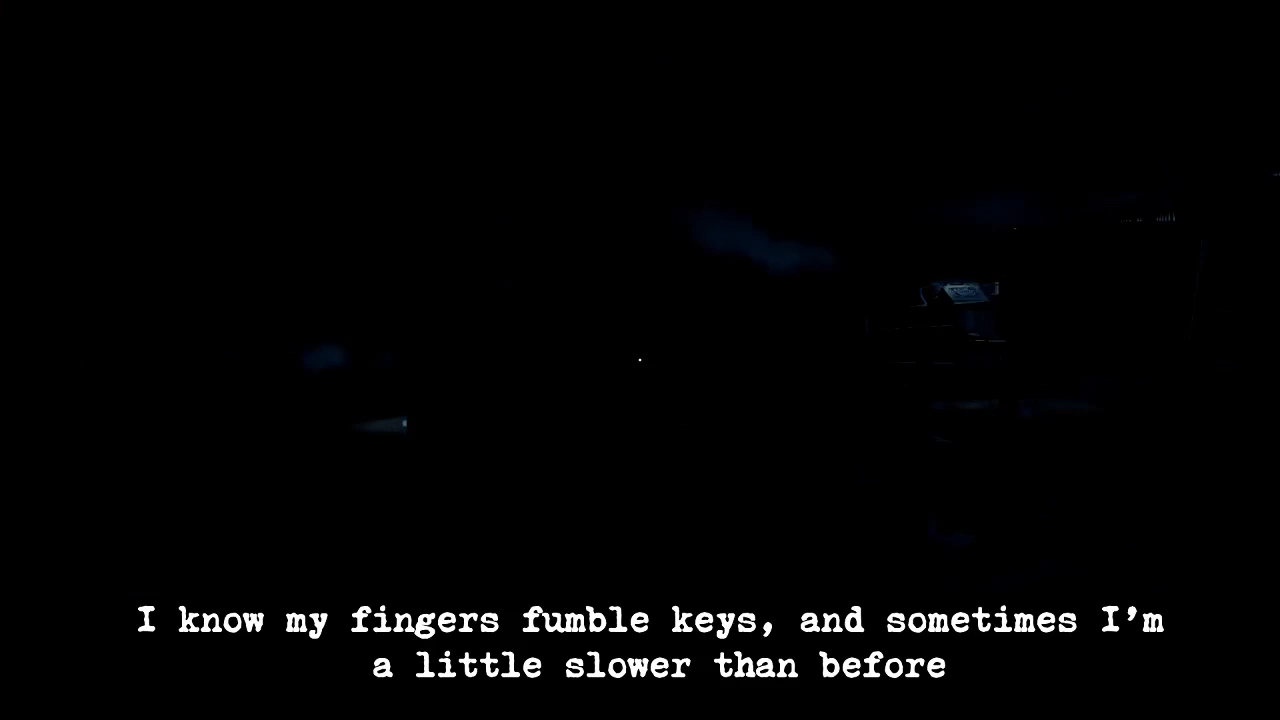 I know my fingers fumble keys, and sometimes I’m
a little slower than before